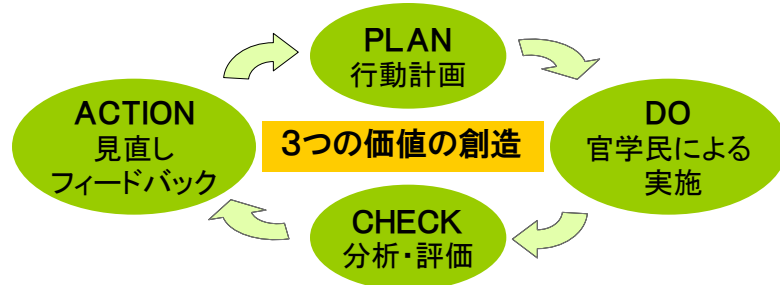 PLAN
行動計画
ACTION
見直し
フィードバック
3つの価値の創造
DO
官学民による
実施
CHECK
分析・評価